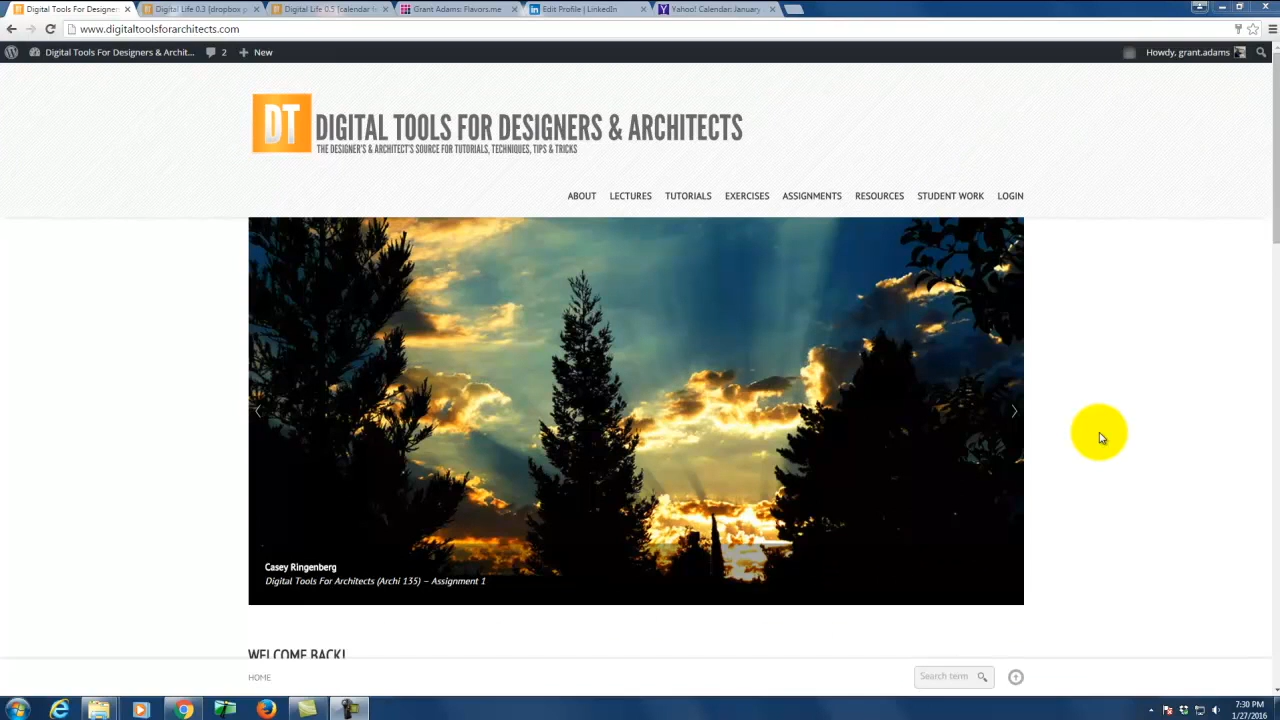 Digital Tools For Designer
Digital Life 0.3 [dropbox p
Digital Life 0.5 [calendar
Grant Adams: Flavors.me
Edit Profile | LinkedIn
Yahoo! Calendar: January
www.digitaltoolsforarchitects.com
Digital Tools For Designers & Archit...
2
New
Howdy, grant.adams
DT
DIGITAL TOOLS FOR DESIGNERS & ARCHITECTS
THE DESIGNER'S & ARCHITECT'S SOURCE FOR TUTORIALS, TECHNIQUES, TIPS & TRICKS
ABOUT LECTURES TUTORIALS EXERCISES ASSIGNMENTS RESOURCES STUDENT WORK LOGIN
Casey Ringenberg
Digital Tools For Architects (Archi 135) – Assignment 1
WELCOME BACK!
HOME
Search term
7:30 PM
1/27/2016